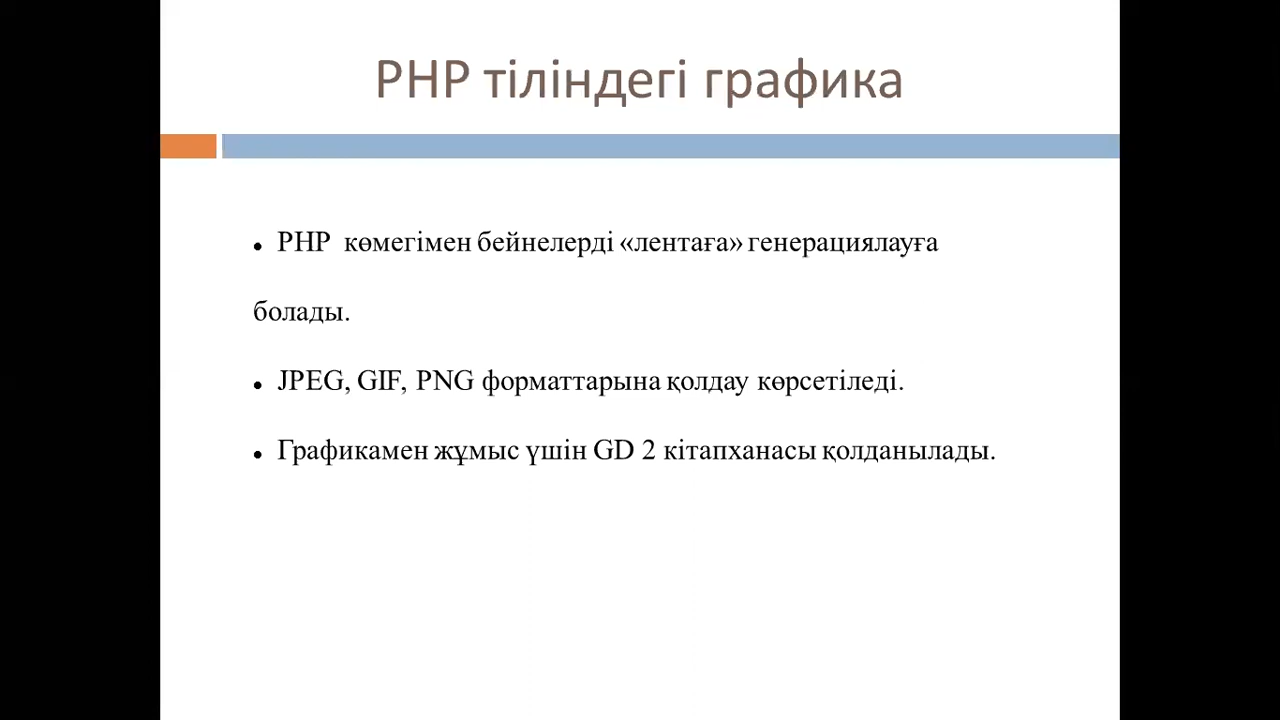 PHP тіліндегі графика
• PHP көмегімен бейнелерді «лентаға» генерациялауға
болады.
• JPEG, GIF, PNG форматтарына қолдау көрсетіледі.
• Графикамен жұмыс үшін GD 2 кітапханасы қолданылады.